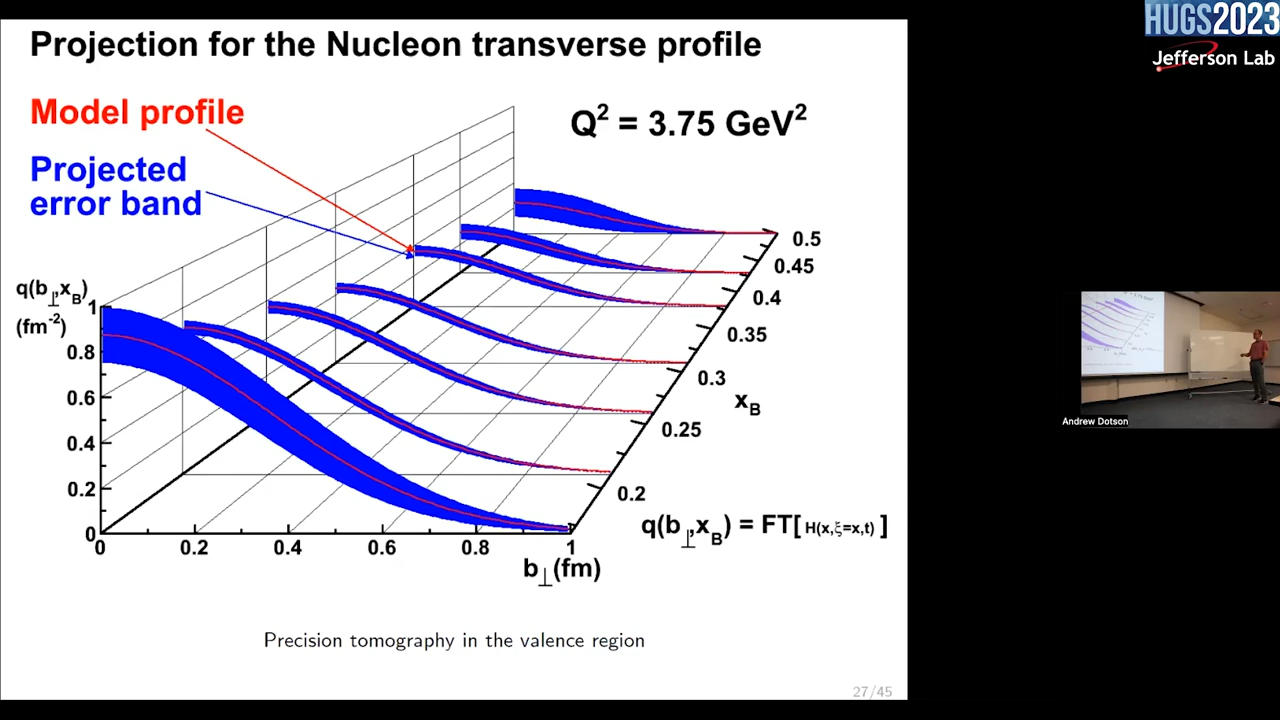 Projection for the Nucleon transverse profile
HUGS2023
Jefferson Lab
Model profile
Q² = 3.75 GeV²
Projected
error band
q(b⊥,x_B)
(fm⁻²)
1
0.8
0.6
0.4
0.2
0
0 0.2 0.4 0.6 0.8 1
b⊥(fm)
0.5
0.45
0.4
0.35
0.3
x_B
0.25
0.2
q(b⊥,x_B) = FT[ H(x,ξ=x,t) ]
Precision tomography in the valence region
27/45
Andrew Dotson